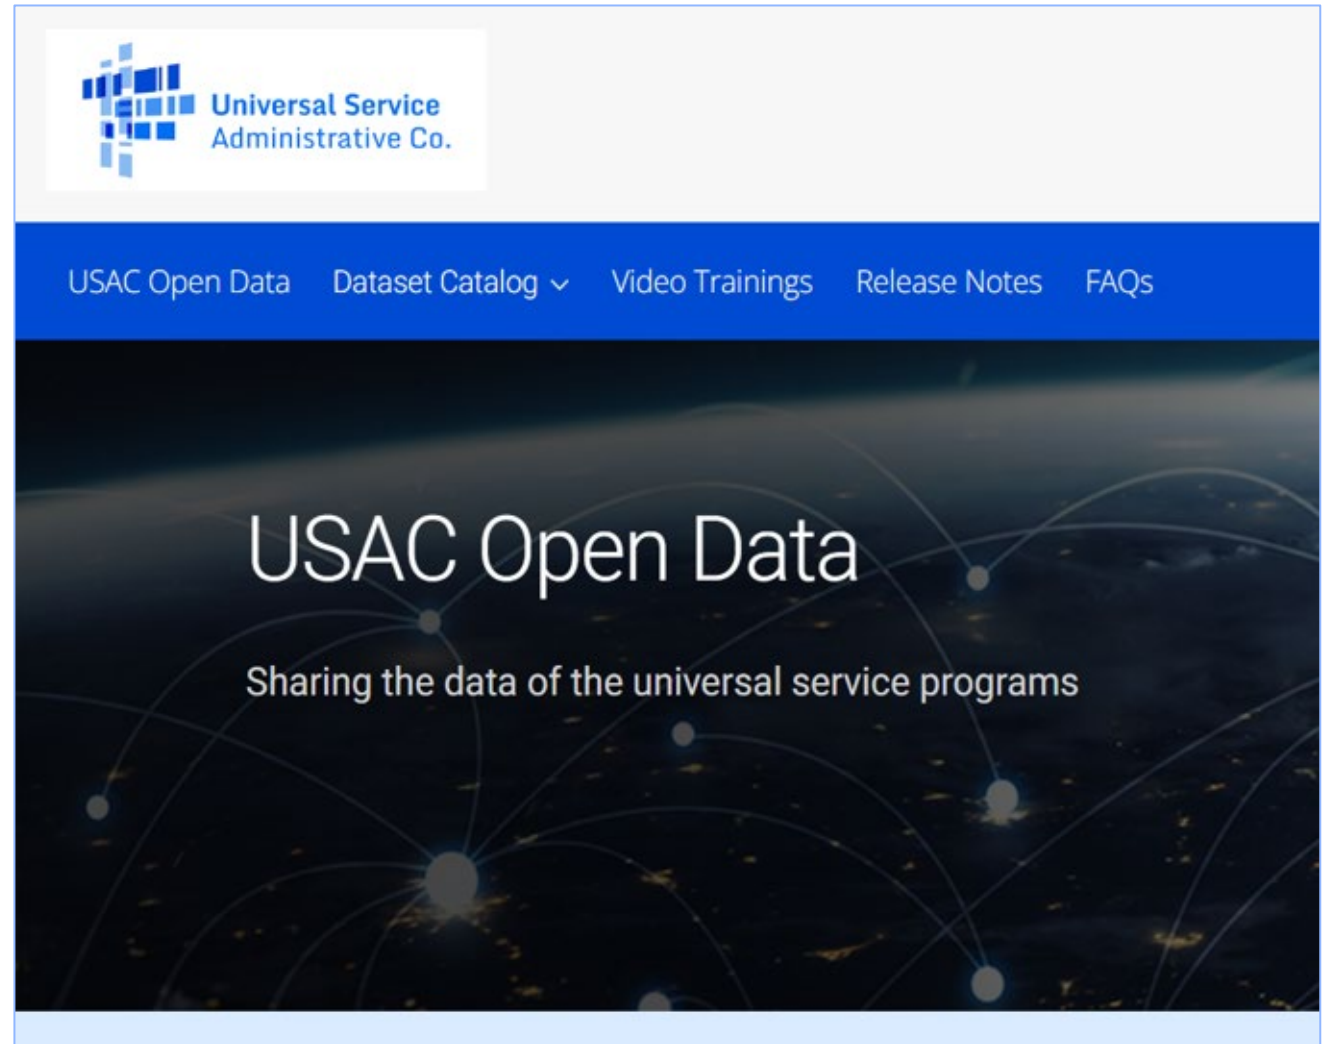 Universal Service
Administrative Co.
USAC Open Data Dataset Catalog Video Trainings Release Notes FAQs
USAC Open Data
Sharing the data of the universal service programs